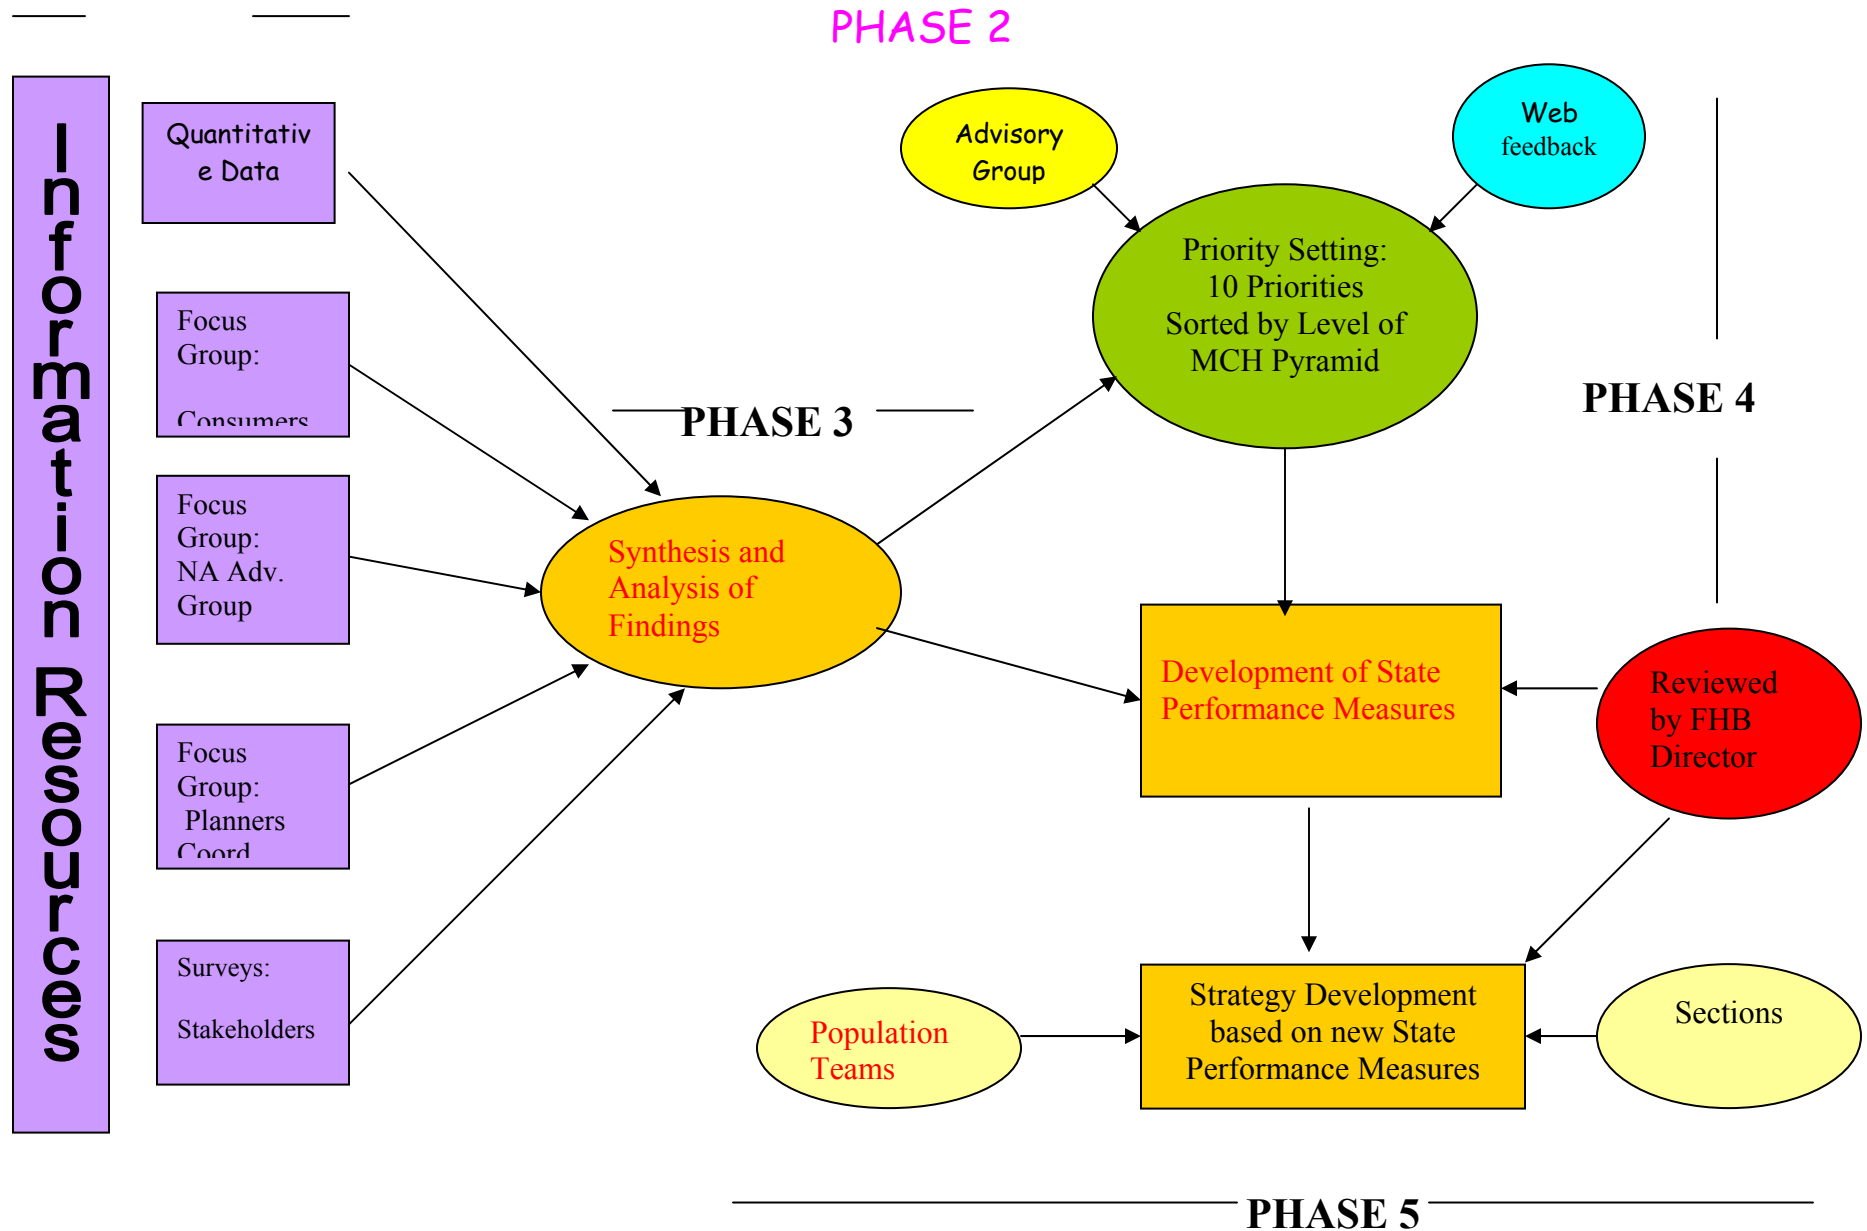 PHASE 2
Information Resources
Quantitativ
e Data
Focus
Group:
Consumers
Focus
Group:
NA Adv.
Group
Focus
Group:
Planners
Coord
Surveys:
Stakeholders
PHASE 3
Synthesis and
Analysis of
Findings
Advisory
Group
Web
feedback
Priority Setting:
10 Priorities
Sorted by Level of
MCH Pyramid
PHASE 4
Development of State
Performance Measures
Reviewed
by FHB
Director
Population
Teams
Strategy Development
based on new State
Performance Measures
Sections
PHASE 5